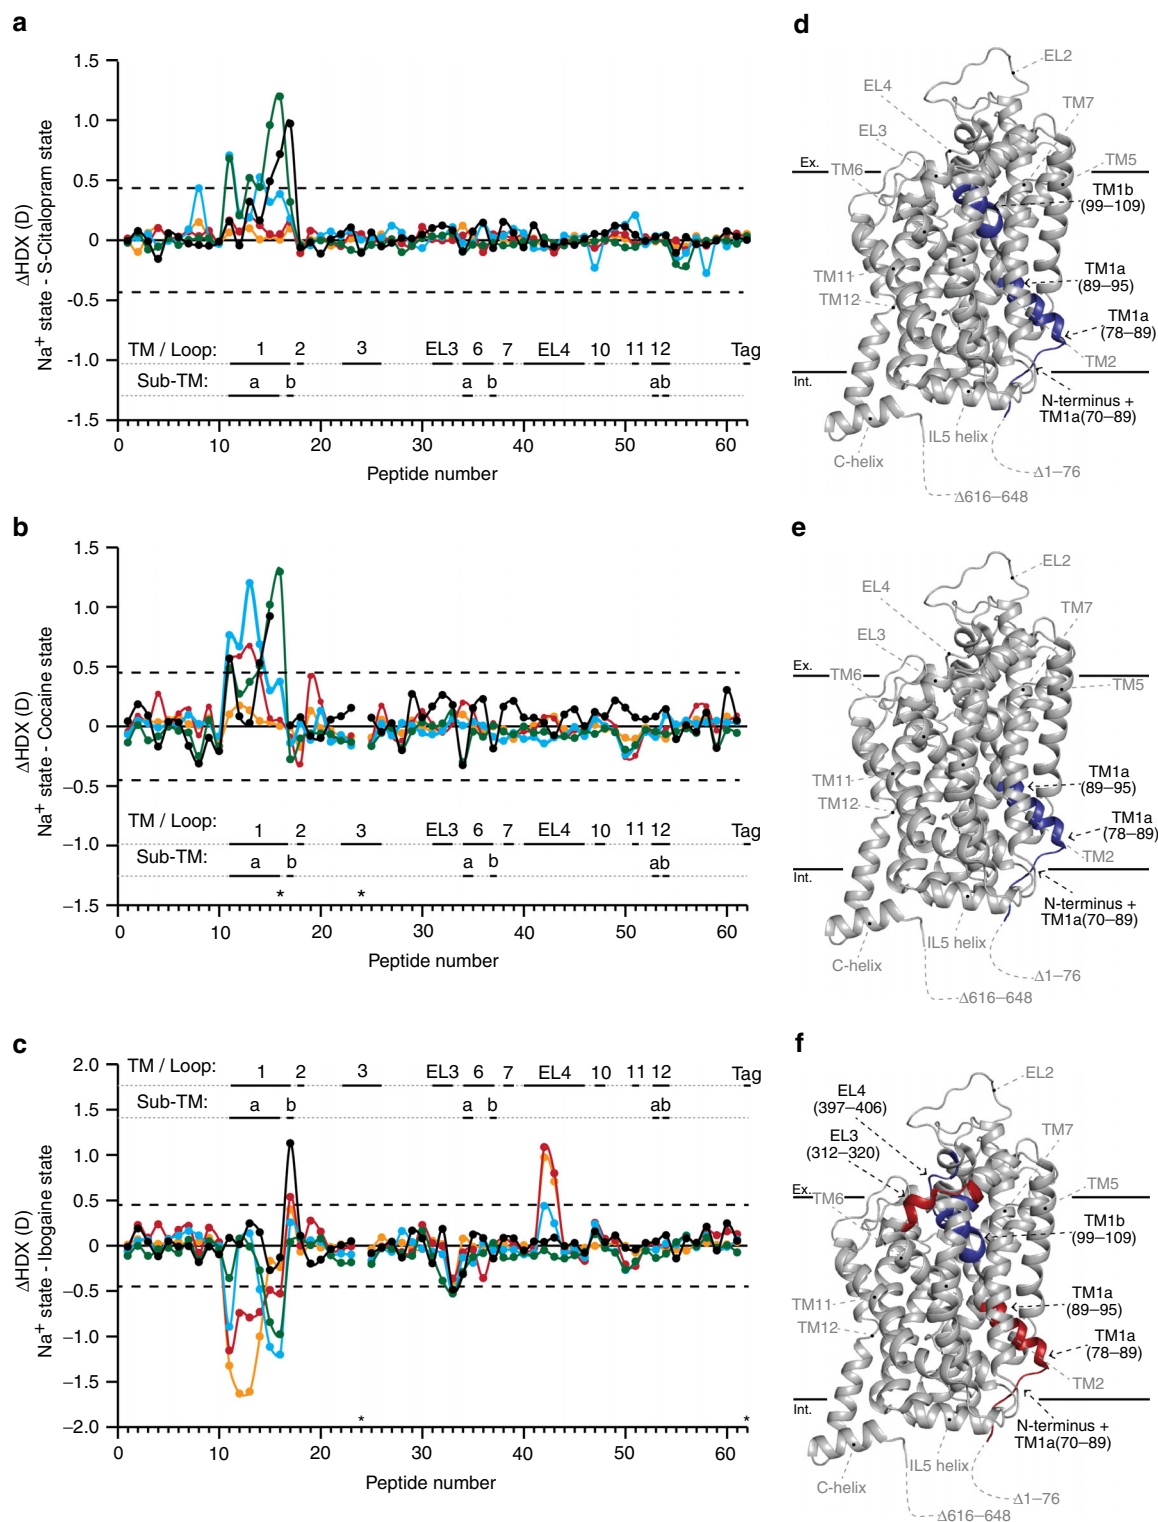 a
1.5
1.0
0.5
0
-0.5
-1.0
-1.5
ΔHDX (D)
Na+ state - S-Citalopram state
TM / Loop: 1 2 3 EL3 6 7 EL4 10 11 12 Tag
Sub-TM: a b a b ab
0 10 20 30 40 50 60
Peptide number
b
1.5
1.0
0.5
0
−0.5
−1.0
−1.5
ΔHDX (D)
Na+ state - Cocaine state
TM / Loop: 1 2 3 EL3 6 7 EL4 10 11 12 Tag
Sub-TM: a b a b ab
* *
0 10 20 30 40 50 60
Peptide number
c
2.0
1.5
1.0
0.5
0
−0.5
−1.0
−1.5
−2.0
ΔHDX (D)
Na+ state - Ibogaine state
TM / Loop: 1 2 3 EL3 6 7 EL4 10 11 12 Tag
Sub-TM: a b a b ab
* *
0 10 20 30 40 50 60
Peptide number
d
EL2
EL4
TM7
EL3
Ex.
TM6
TM5
TM1b
(99–109)
TM11
TM1a
(89–95)
TM12
TM1a
(78–89)
TM2
Int.
N-terminus +
TM1a(70–89)
IL5 helix
C-helix
Δ1–76
Δ616–648
e
EL2
EL4
TM7
EL3
Ex.
TM6
TM5
TM11
TM1a
(89–95)
TM12
TM1a
(78–89)
TM2
Int.
N-terminus +
TM1a(70–89)
IL5 helix
C-helix
Δ1–76
Δ616–648
f
EL2
EL4
(397–406)
TM7
EL3
(312–320)
Ex.
TM6
TM5
TM1b
(99–109)
TM11
TM1a
(89–95)
TM12
TM1a
(78–89)
TM2
Int.
N-terminus +
TM1a(70–89)
IL5 helix
C-helix
Δ1–76
Δ616–648